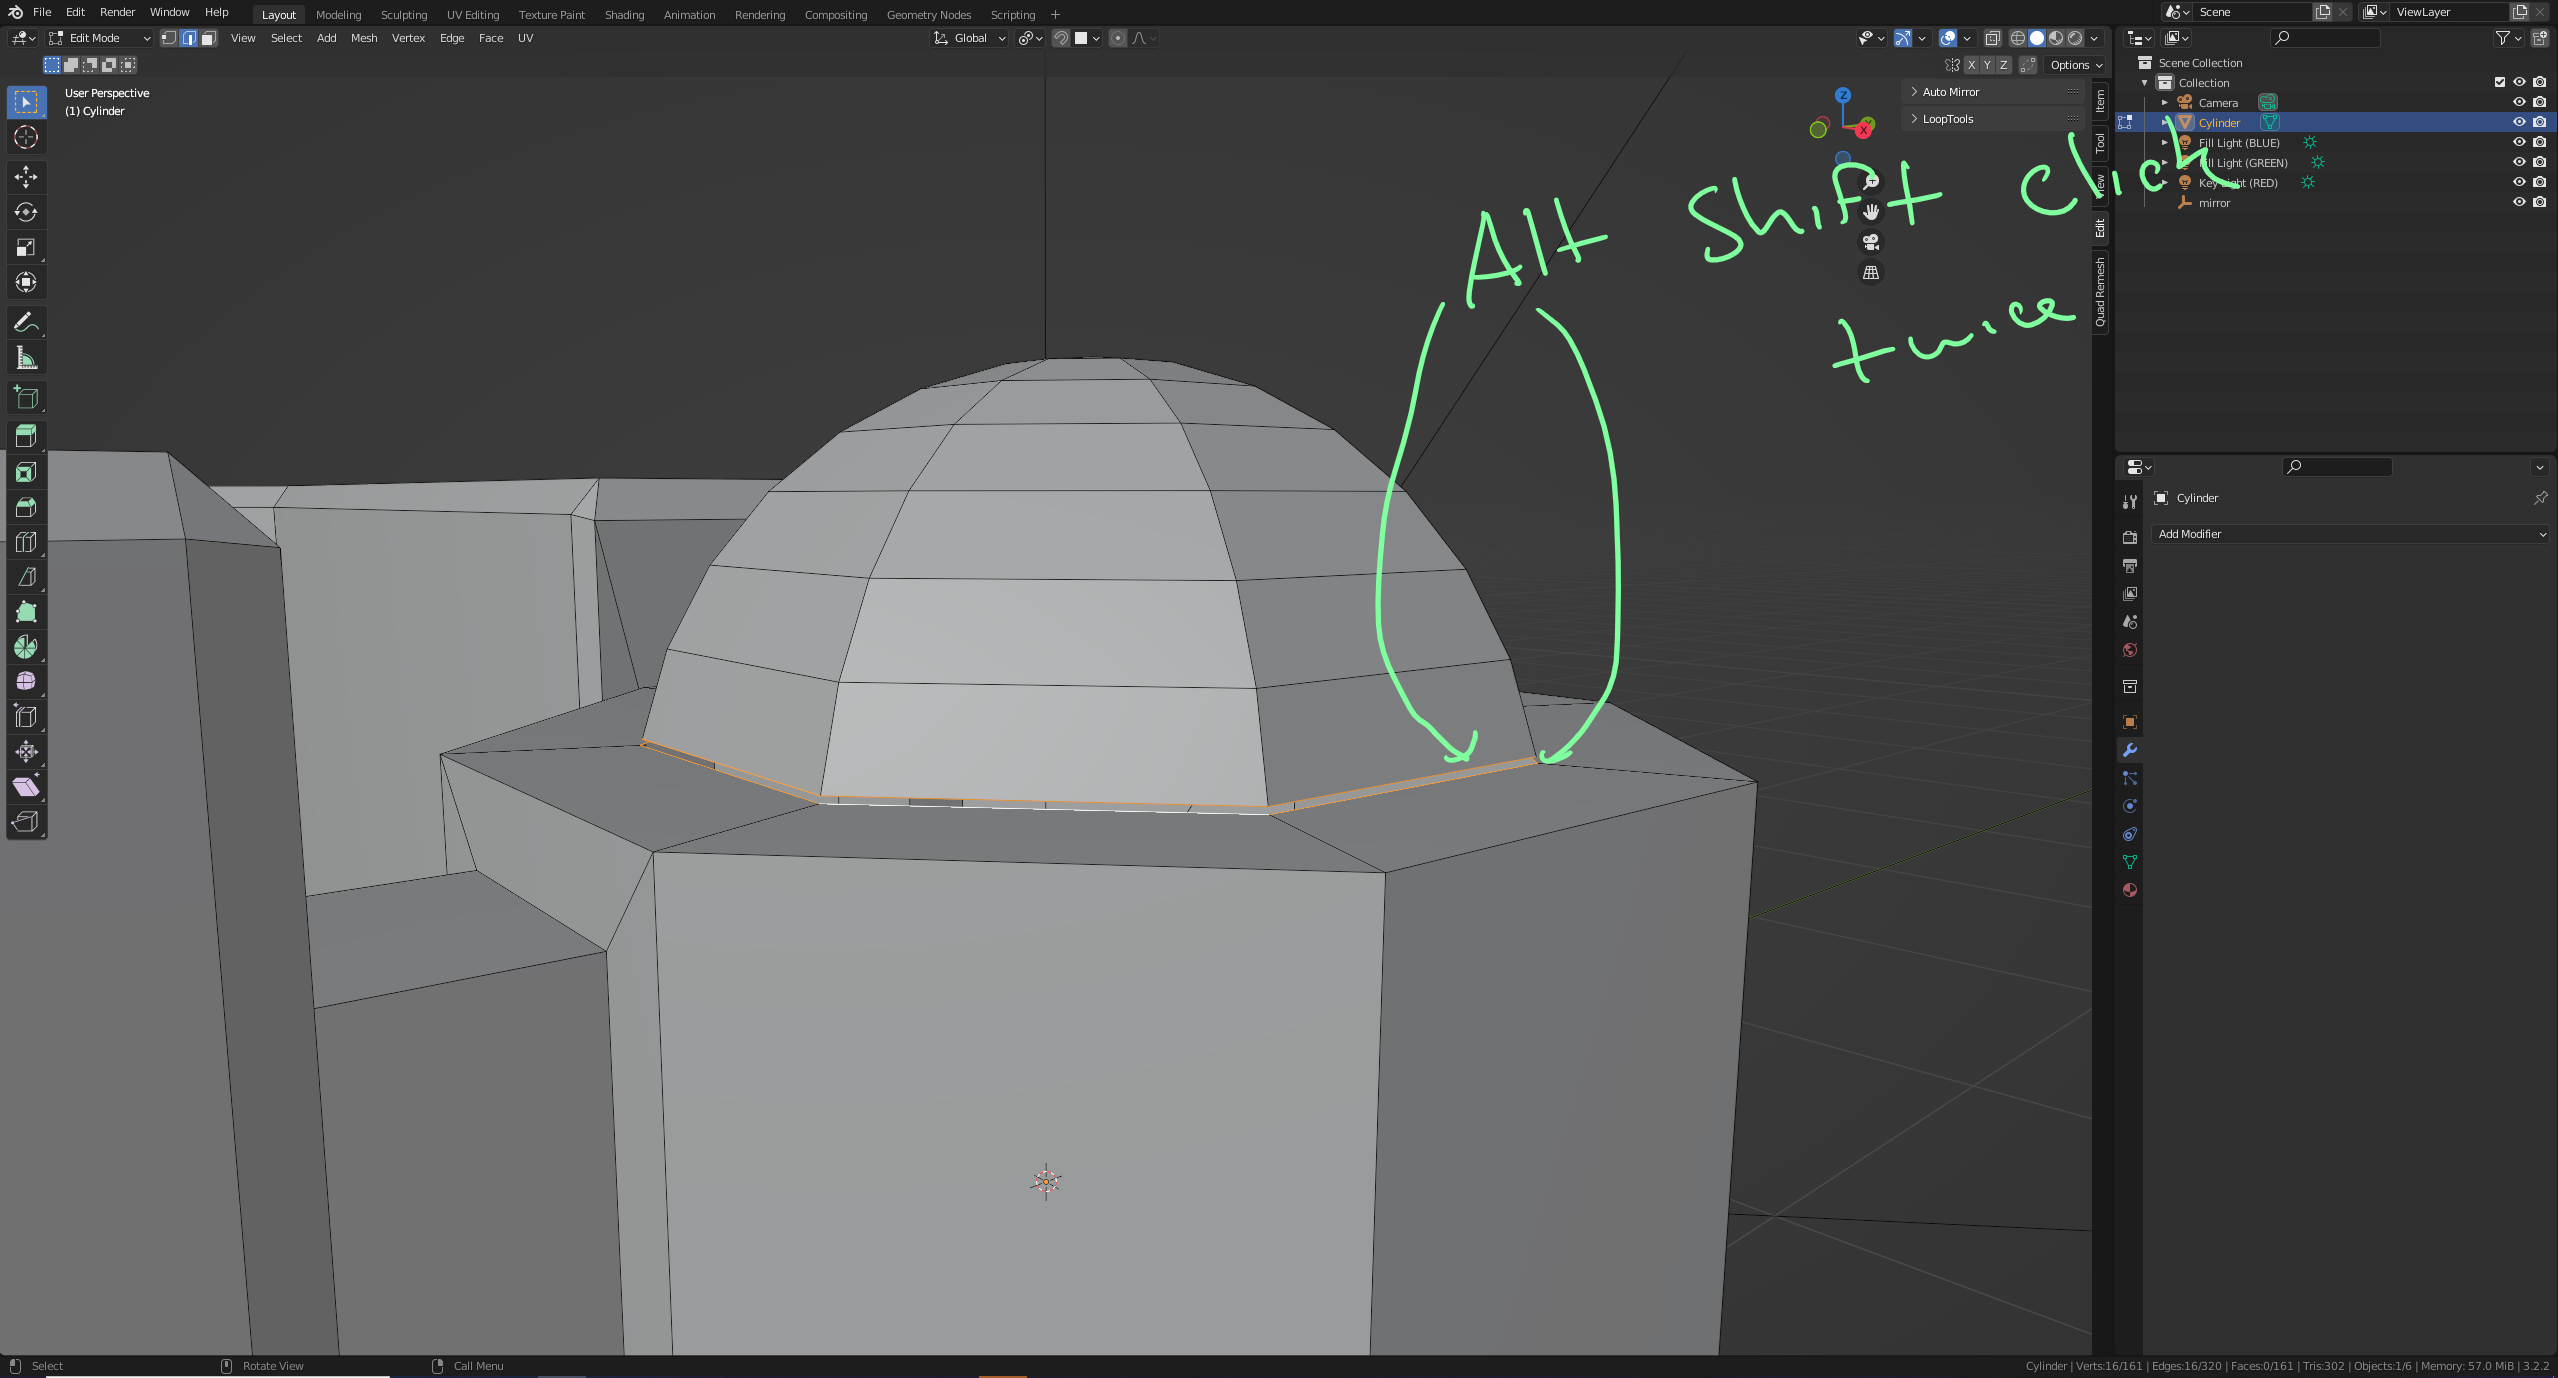 File Edit Render Window Help Layout Modeling Sculpting UV Editing Texture Paint Shading Animation Rendering Compositing Geometry Nodes Scripting + Scene ViewLayer
Edit Mode View Select Add Mesh Vertex Edge Face UV Global
X Y Z Options
User Perspective
(1) Cylinder
Z
X
Auto Mirror
LoopTools
Item
Tool
Edit
Quad Remesh
Alt Shift Click
twice
Scene Collection
Collection
Camera
Cylinder
Fill Light (BLUE)
Fill Light (GREEN)
Key Light (RED)
mirror
Cylinder
Add Modifier
Select Rotate View Call Menu
Cylinder | Verts:16/161 | Edges:16/320 | Faces:0/161 | Tris:302 | Objects:1/6 | Memory: 57.0 MiB | 3.2.2